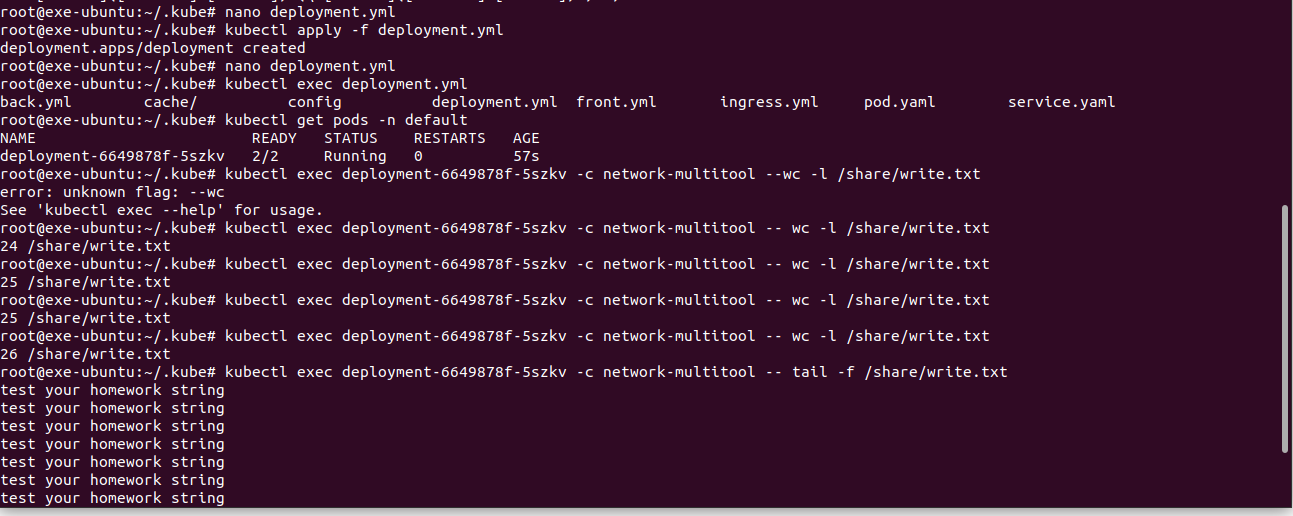 root@exe-ubuntu:~/.kube# nano deployment.yml
root@exe-ubuntu:~/.kube# kubectl apply -f deployment.yml
deployment.apps/deployment created
root@exe-ubuntu:~/.kube# nano deployment.yml
root@exe-ubuntu:~/.kube# kubectl exec deployment.yml
back.yml        cache/          config          deployment.yml  front.yml       ingress.yml     pod.yaml        service.yaml
root@exe-ubuntu:~/.kube# kubectl get pods -n default
NAME                        READY   STATUS    RESTARTS   AGE
deployment-6649878f-5szkv   2/2     Running   0          57s
root@exe-ubuntu:~/.kube# kubectl exec deployment-6649878f-5szkv -c network-multitool --wc -l /share/write.txt
error: unknown flag: --wc
See 'kubectl exec --help' for usage.
root@exe-ubuntu:~/.kube# kubectl exec deployment-6649878f-5szkv -c network-multitool -- wc -l /share/write.txt
24 /share/write.txt
root@exe-ubuntu:~/.kube# kubectl exec deployment-6649878f-5szkv -c network-multitool -- wc -l /share/write.txt
25 /share/write.txt
root@exe-ubuntu:~/.kube# kubectl exec deployment-6649878f-5szkv -c network-multitool -- wc -l /share/write.txt
25 /share/write.txt
root@exe-ubuntu:~/.kube# kubectl exec deployment-6649878f-5szkv -c network-multitool -- wc -l /share/write.txt
26 /share/write.txt
root@exe-ubuntu:~/.kube# kubectl exec deployment-6649878f-5szkv -c network-multitool -- tail -f /share/write.txt
test your homework string
test your homework string
test your homework string
test your homework string
test your homework string
test your homework string
test your homework string